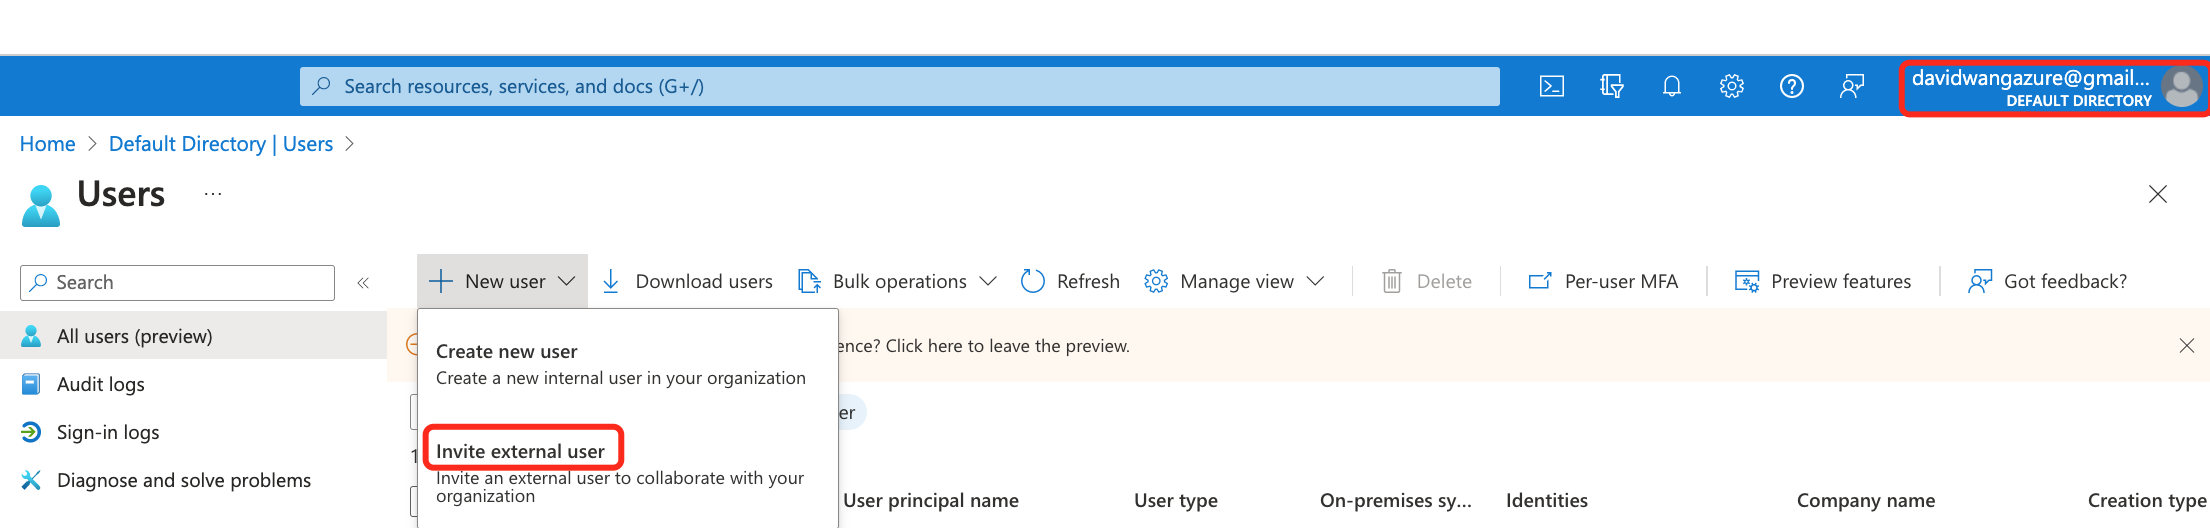 Search resources, services, and docs (G+/)
davidwangazure@gmail...
DEFAULT DIRECTORY
Home > Default Directory | Users >
Users ...
Search
All users (preview)
Audit logs
Sign-in logs
Diagnose and solve problems
New user
Download users
Bulk operations
Refresh
Manage view
Delete
Per-user MFA
Preview features
Got feedback?
ence? Click here to leave the preview.
Create new user
Create a new internal user in your organization
er
Invite external user
Invite an external user to collaborate with your
organization
1
User principal name
User type
On-premises sy...
Identities
Company name
Creation type